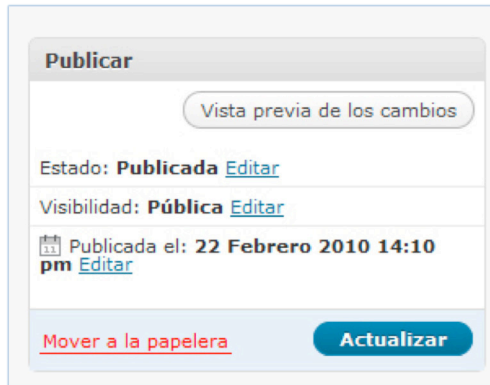 Publicar
Vista previa de los cambios
Estado: Publicada Editar
Visibilidad: Pública Editar
11 Publicada el: 22 Febrero 2010 14:10
pm Editar
Mover a la papelera Actualizar